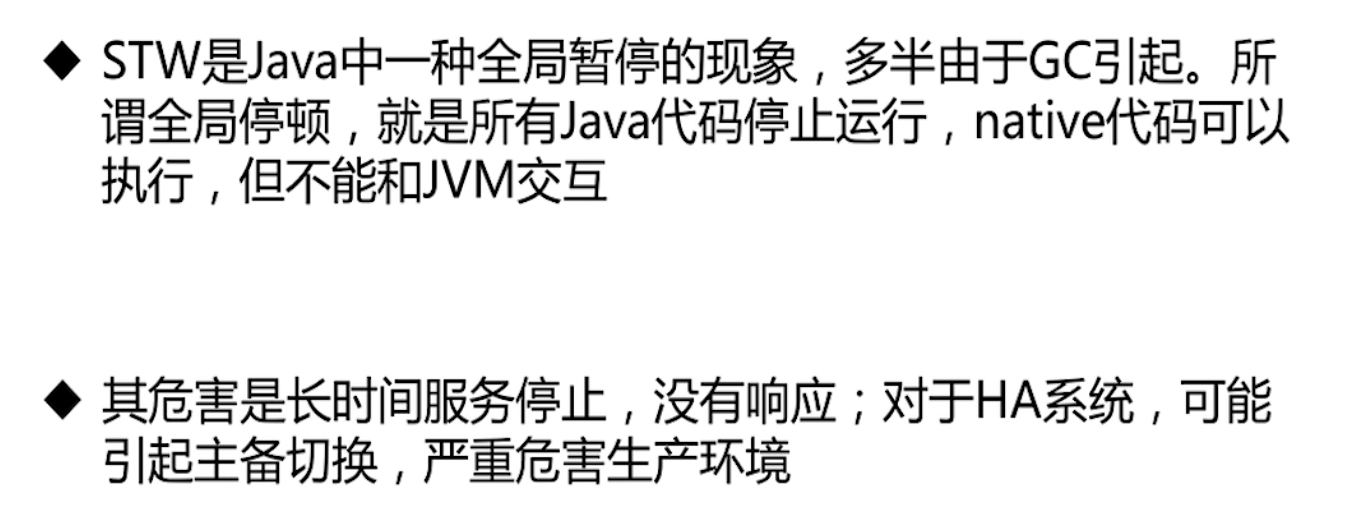 ◆ STW是Java中一种全局暂停的现象，多半由于GC引起。所
谓全局停顿，就是所有Java代码停止运行，native代码可以
执行，但不能和JVM交互
◆ 其危害是长时间服务停止，没有响应；对于HA系统，可能
引起主备切换，严重危害生产环境